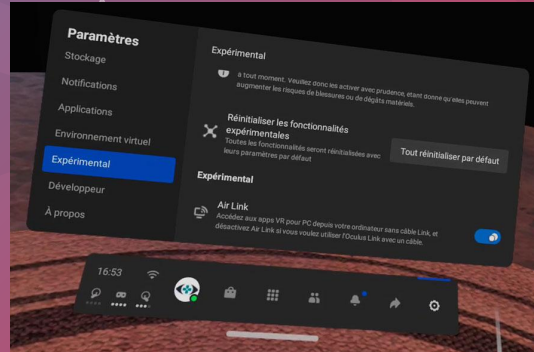 Paramètres
Stockage
Notifications
Applications
Environnement virtuel
Expérimental
Développeur
À propos
Expérimental
à tout moment. Veuillez donc les activer avec prudence, étant donné qu'elles peuvent
augmenter les risques de blessures ou de dégâts matériels.
Réinitialiser les fonctionnalités
expérimentales
Toutes les fonctionnalités seront réinitialisées avec
leurs paramètres par défaut
Tout réinitialiser par défaut
Expérimental
Air Link
Accédez aux apps VR pour PC depuis votre ordinateur sans câble Link, et
désactivez Air Link si vous voulez utiliser l'Oculus Link avec un câble.
16:53